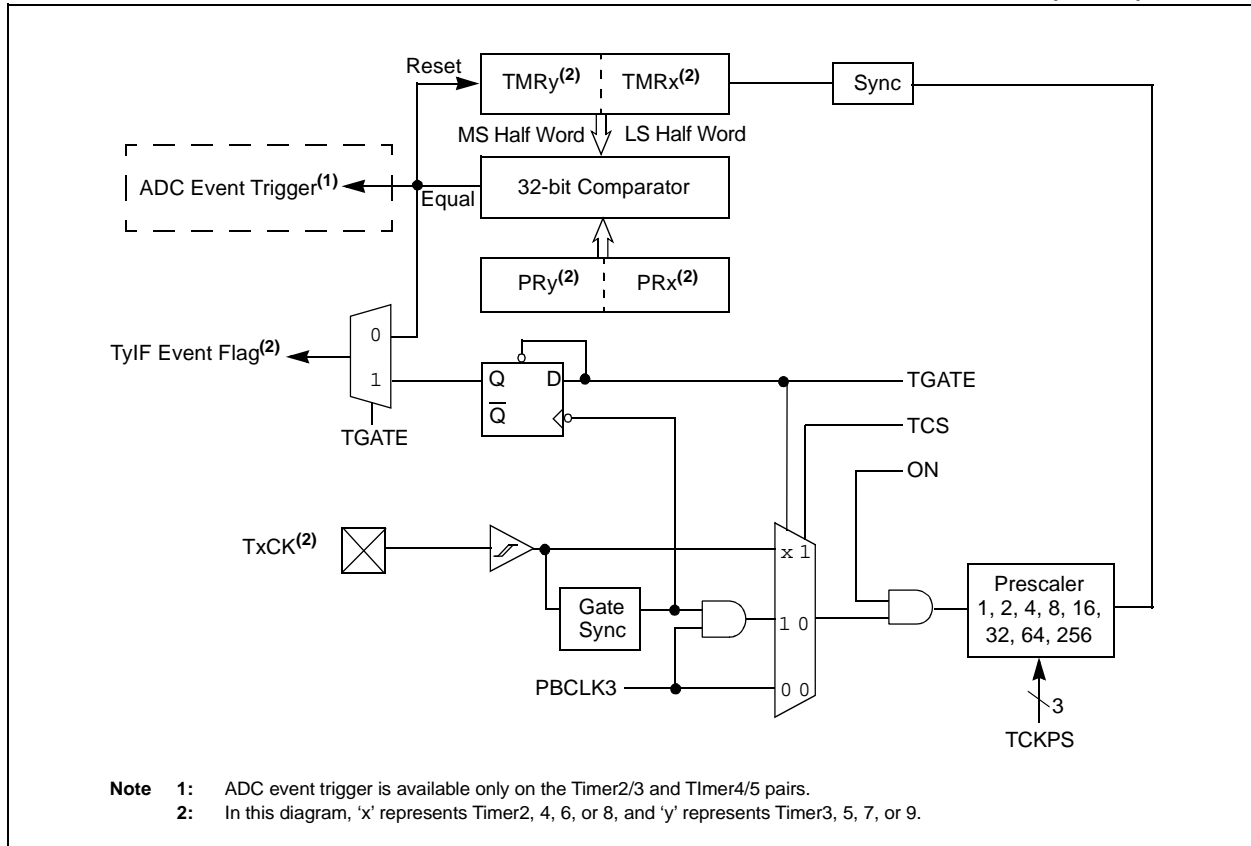 Reset
TMRy(2) TMRx(2)
Sync
MS Half Word LS Half Word
ADC Event Trigger(1)
Equal
32-bit Comparator
PRy(2) PRx(2)
0
TyIF Event Flag(2)
1
Q D
Q
TGATE
TGATE
TCS
ON
TxCK(2)
x 1
Gate
Sync
1 0
Prescaler
1, 2, 4, 8, 16,
32, 64, 256
PBCLK3
0 0
3
TCKPS
Note 1: ADC event trigger is available only on the Timer2/3 and TImer4/5 pairs.
2: In this diagram, ‘x’ represents Timer2, 4, 6, or 8, and ‘y’ represents Timer3, 5, 7, or 9.